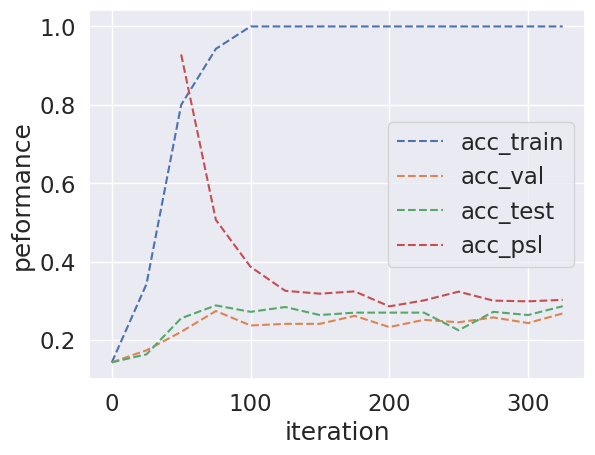 1.0
0.8
0.6
0.4
0.2
peformance
acc_train
acc_val
acc_test
acc_psl
0 100 200 300
iteration